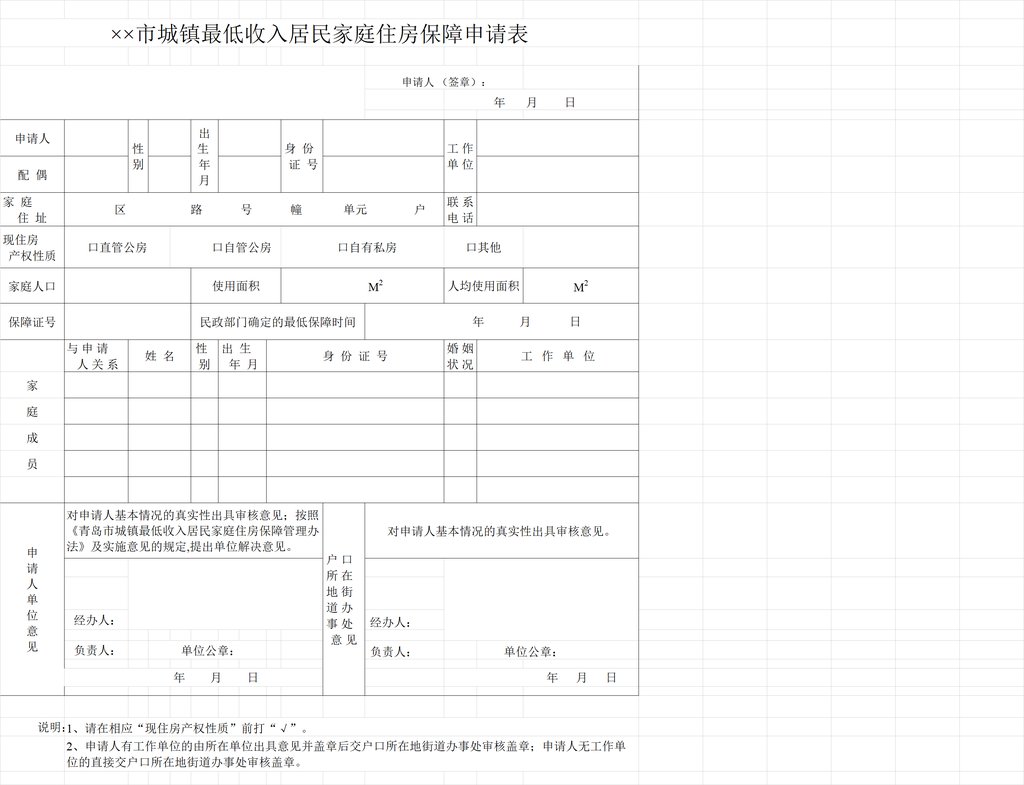 ××市城镇最低收入居民家庭住房保障申请表
申请人 （签章）:
年 月 日
申请人
性别
出生年月
身 份证 号
工 作单 位
配 偶
家 庭住 址
区 路 号 幢 单元 户
联 系电 话
现住房产权性质
口直管公房 口自管公房 口自有私房 口其他
家庭人口 使用面积 M2 人均使用面积 M2
保障证号 民政部门确定的最低保障时间 年 月 日
与 申 请人 关 系
姓 名
性别
出 生年 月
身 份 证 号
婚 姻状 况
工 作 单 位
家
庭
成
员
申请人单位意见
对申请人基本情况的真实性出具审核意见；按照
《青岛市城镇最低收入居民家庭住房保障管理办
法》及实施意见的规定,提出单位解决意见。
经办人：
负责人： 单位公章：
年 月 日
户 口所 在地 街道 办事 处意 见
对申请人基本情况的真实性出具审核意见。
经办人：
负责人： 单位公章：
年 月 日
说明：1、请在相应“现住房产权性质”前打“√”。
2、申请人有工作单位的由所在单位出具意见并盖章后交户口所在地街道办事处审核盖章；申请人无工作单
位的直接交户口所在地街道办事处审核盖章。